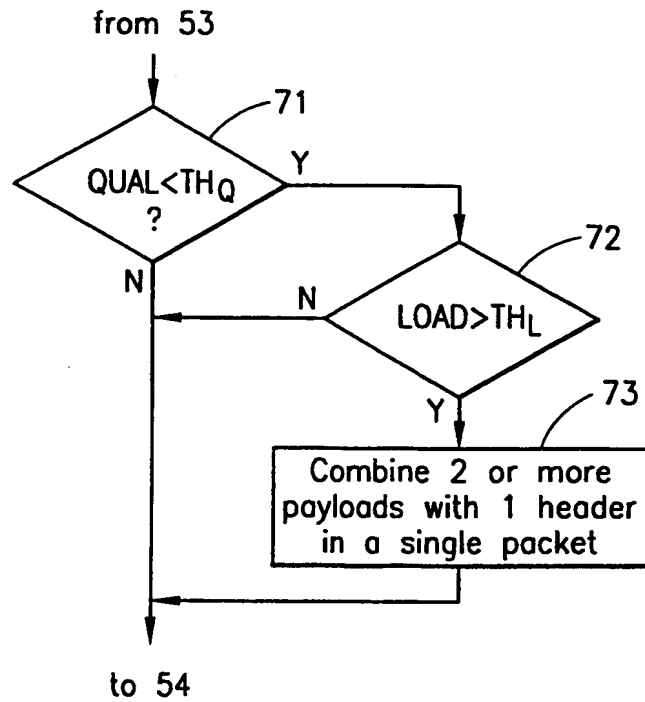 from 53
71
QUAL<THQ
?
Y
N
72
LOAD>THL
N
Y
73
Combine 2 or more
payloads with 1 header
in a single packet
to 54